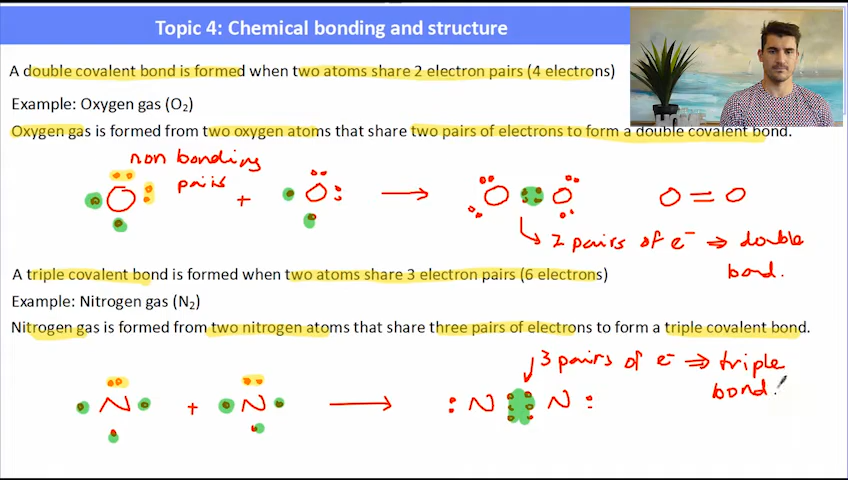 Topic 4: Chemical bonding and structure
A double covalent bond is formed when two atoms share 2 electron pairs (4 electrons)
HOME
Example: Oxygen gas (O₂)
Oxygen gas is formed from two oxygen atoms that share two pairs of electrons to form a double covalent bond.
non bonding
pairs
O + O → O O O = O
2 pairs of e⁻ ⇒ double
bond.
A triple covalent bond is formed when two atoms share 3 electron pairs (6 electrons)
Example: Nitrogen gas (N₂)
Nitrogen gas is formed from two nitrogen atoms that share three pairs of electrons to form a triple covalent bond.
3 pairs of e⁻ ⇒ triple
bond.
N + N → : N N :